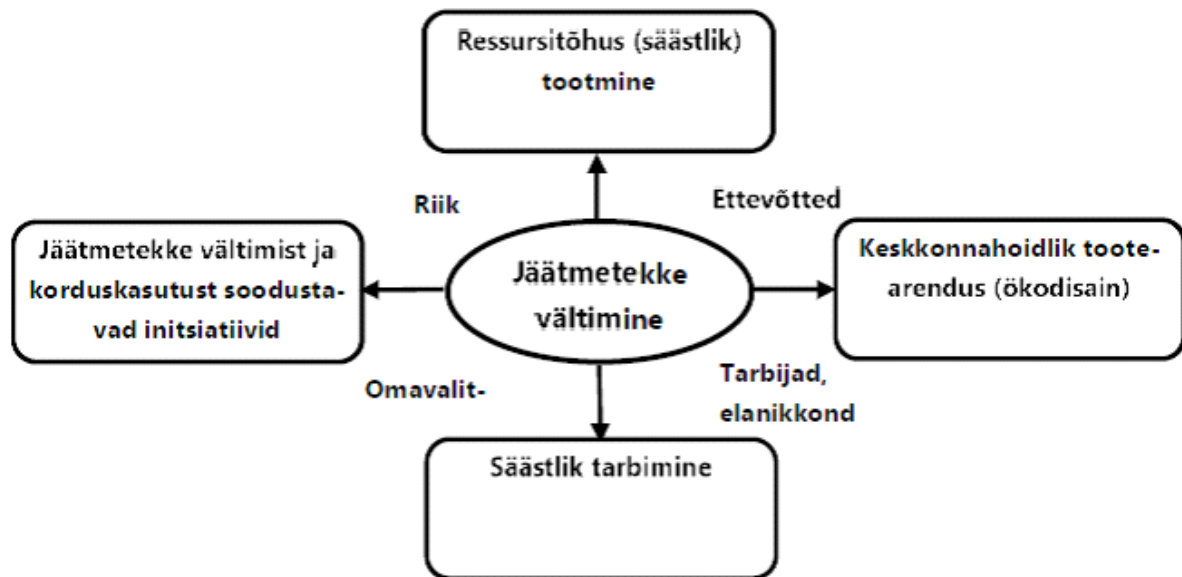 Ressursitõhus (säästlik)
tootmine
Riik
Ettevõtted
Jäätmetekke vältimist ja
korduskasutust soodusta-
vad initsiatiivid
Jäätmetekke
vältimine
Keskkonnahoidlik toote-
arendus (ökodisain)
Omavalit-
Tarbijad,
elanikkond
Säästlik tarbimine